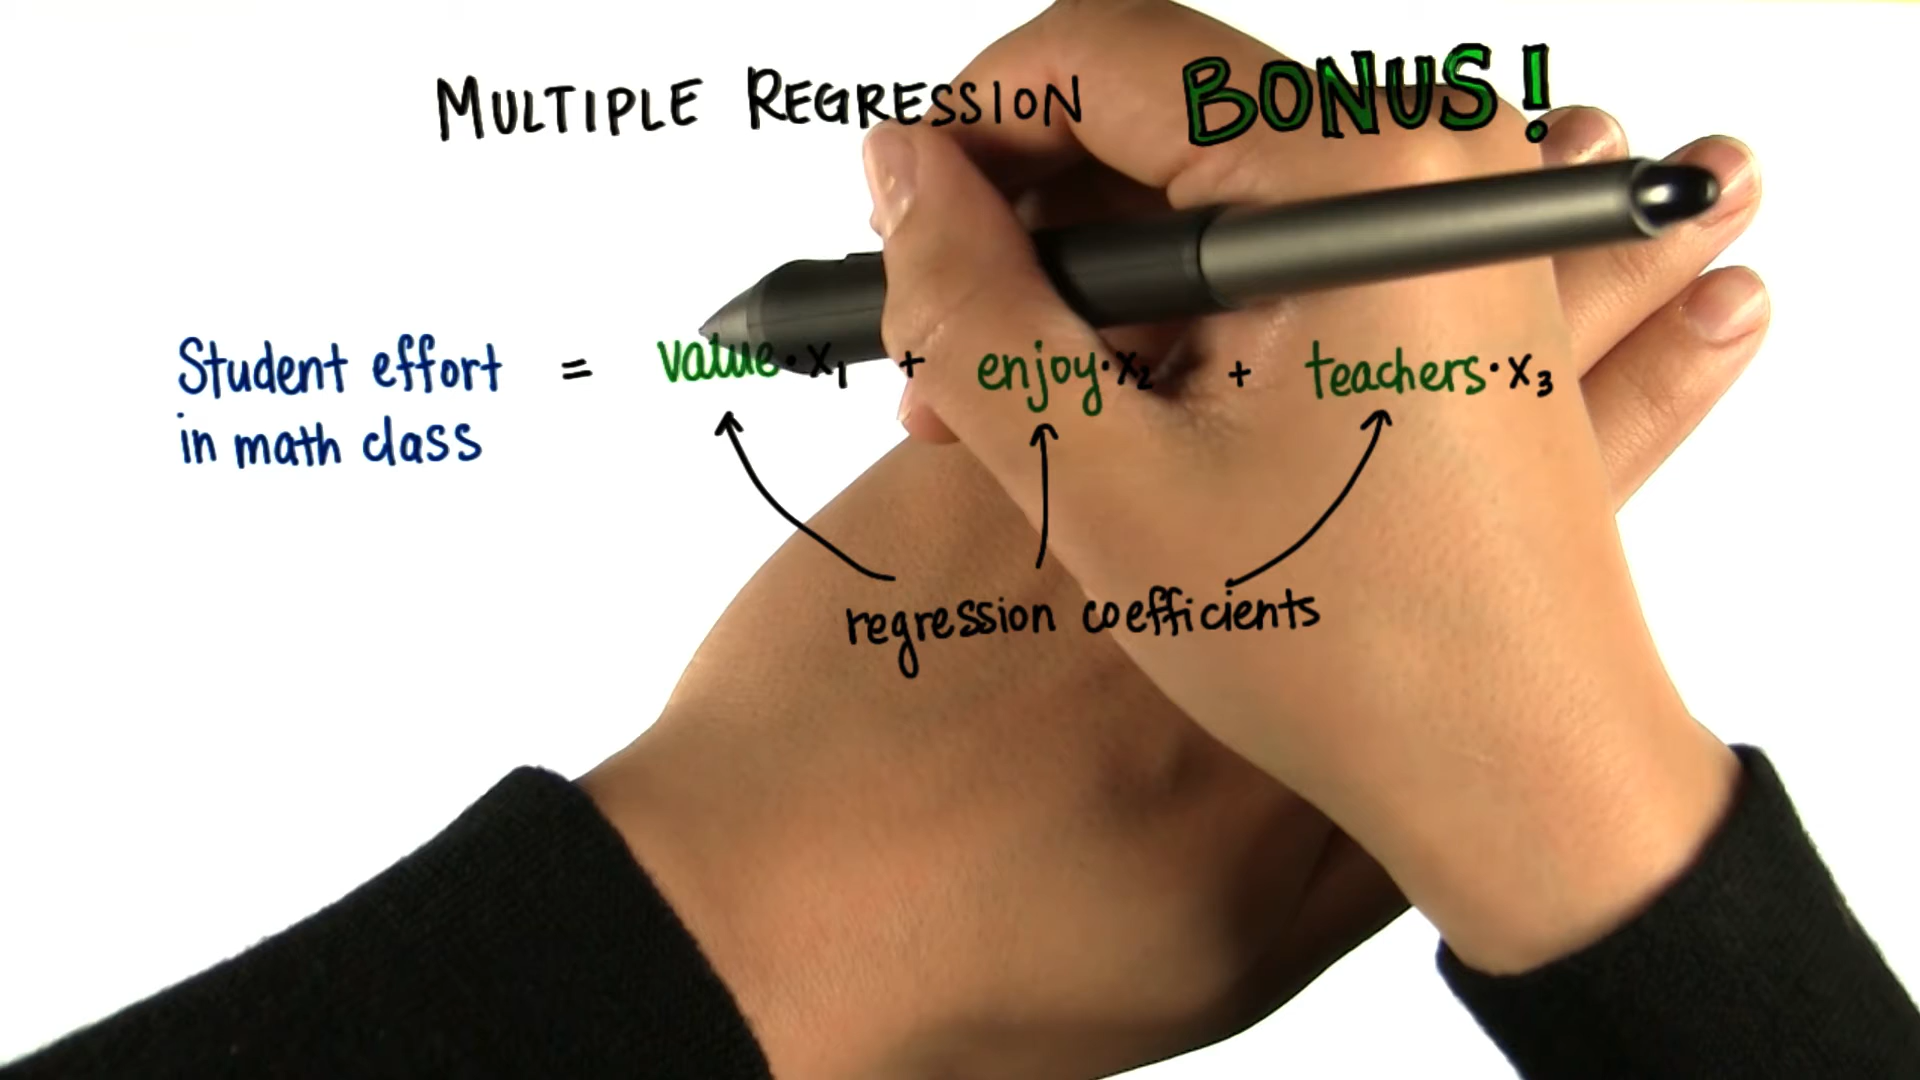 MULTIPLE REGRESSION BONUS!
Student effort = value · x₁ + enjoy · x₂ + teachers · x₃
in math class
regression coefficients